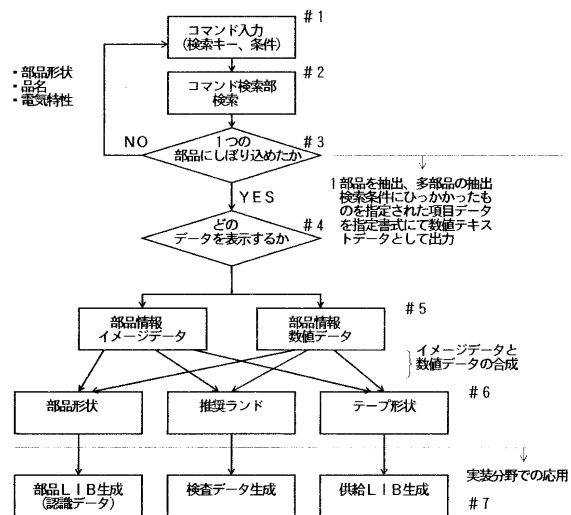 #1
コマンド入力
(検索キー、条件)
・部品形状
・品名
・電気特性
#2
コマンド検索部
検索
NO
#3
1つの
部品にしぼり込めたか
YES
1部品を抽出、多部品の抽出
検索条件にひっかかったも
のを指定された項目データ
を指定書式にて数値テキス
トデータとして出力
#4
どの
データを表示するか
#5
部品情報
イメージデータ
部品情報
数値データ
イメージデータと
数値データの合成
#6
部品形状
推奨ランド
テープ形状
実装分野での応用
部品LIB生成
(認識データ)
検査データ生成
供給LIB生成
#7